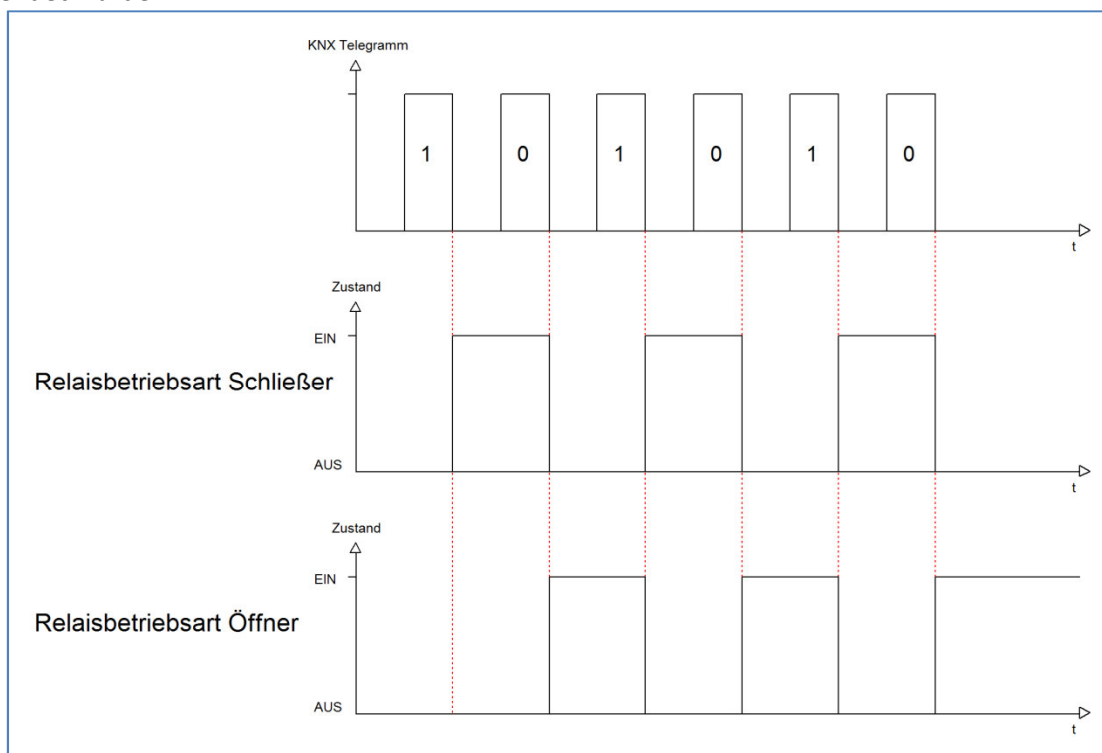 KNX Telegramm
1 0 1 0 1 0
t
Zustand
EIN
Relaisbetriebsart Schließer
AUS
t
Zustand
EIN
Relaisbetriebsart Öffner
AUS
t